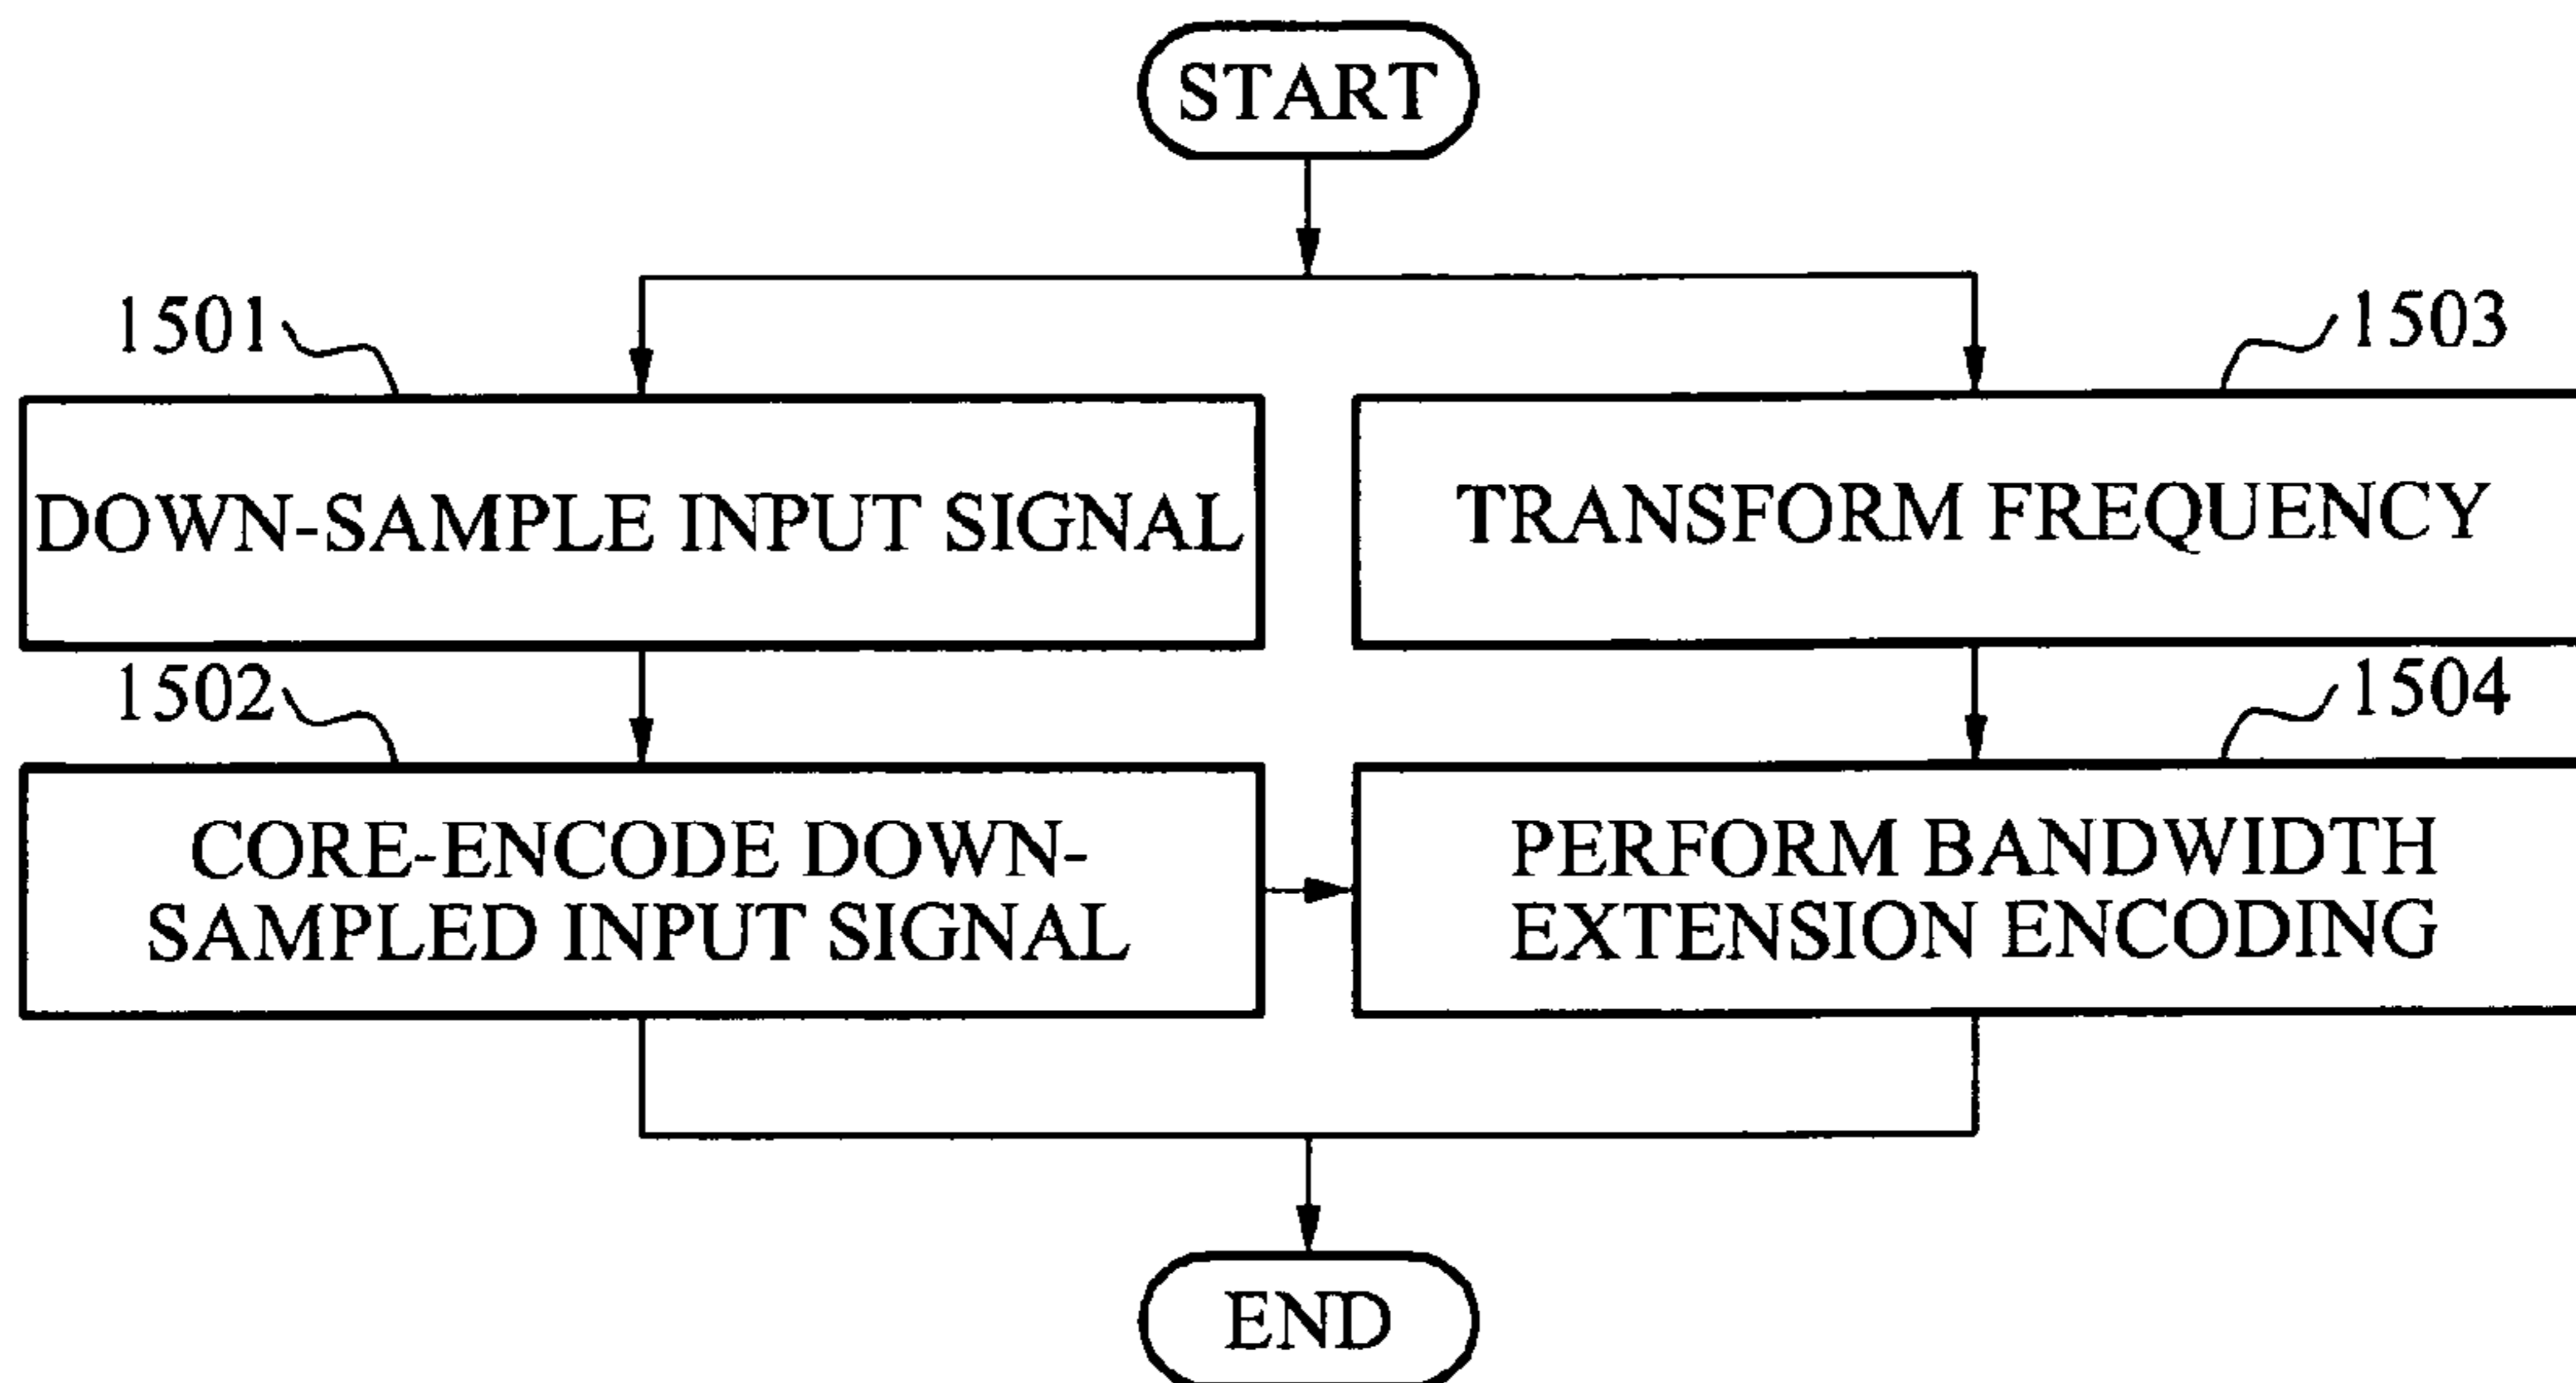 START
1501
1503
DOWN-SAMPLE INPUT SIGNAL
TRANSFORM FREQUENCY
1502
1504
CORE-ENCODE DOWN-
SAMPLED INPUT SIGNAL
PERFORM BANDWIDTH
EXTENSION ENCODING
END